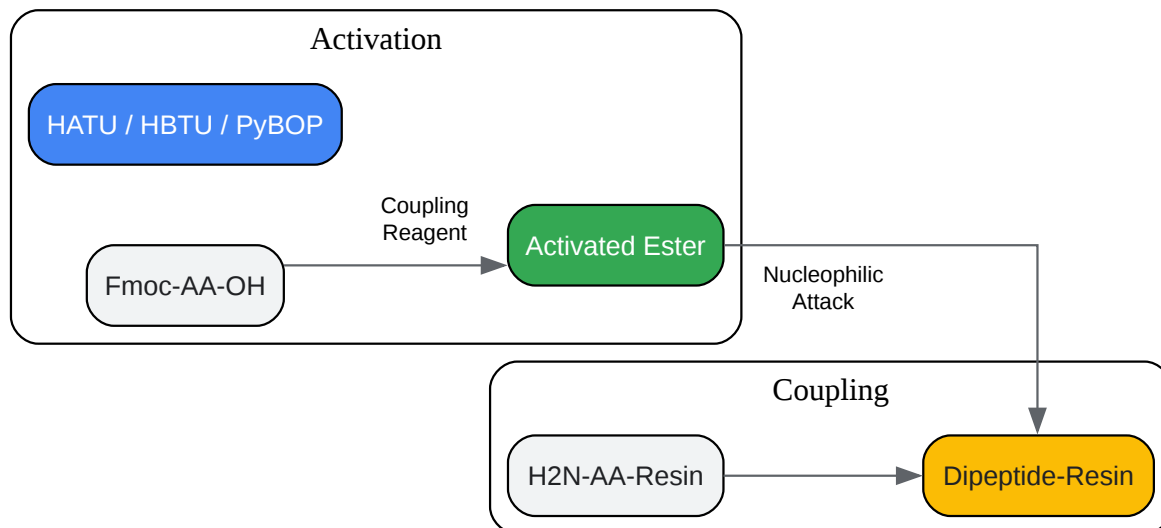 Activation
HATU / HBTU / PyBOP
Coupling
Reagent
Activated Ester
Fmoc-AA-OH
Nucleophilic
Attack
Coupling
H2N-AA-Resin
Dipeptide-Resin